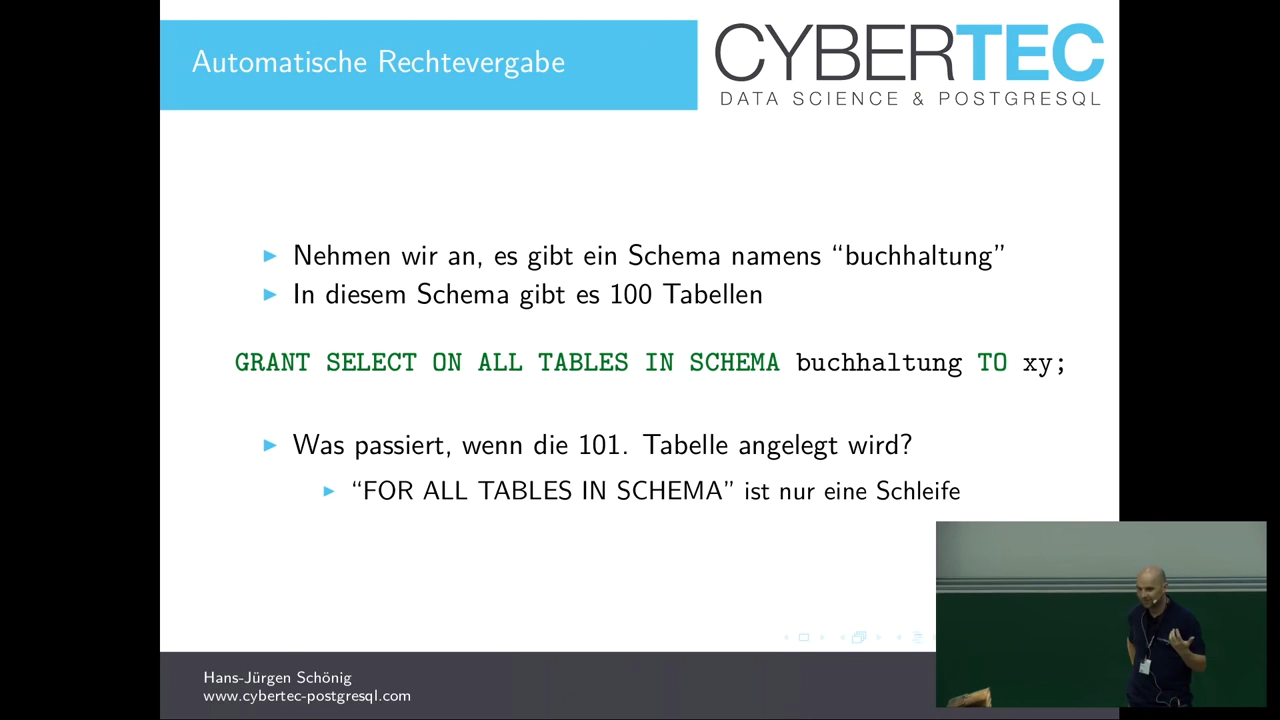 Automatische Rechtevergabe
CYBERTEC
DATA SCIENCE & POSTGRESQL
Nehmen wir an, es gibt ein Schema namens “buchhaltung”
In diesem Schema gibt es 100 Tabellen
GRANT SELECT ON ALL TABLES IN SCHEMA buchhaltung TO xy;
Was passiert, wenn die 101. Tabelle angelegt wird?
“FOR ALL TABLES IN SCHEMA” ist nur eine Schleife
Hans-Jürgen Schönig
www.cybertec-postgresql.com